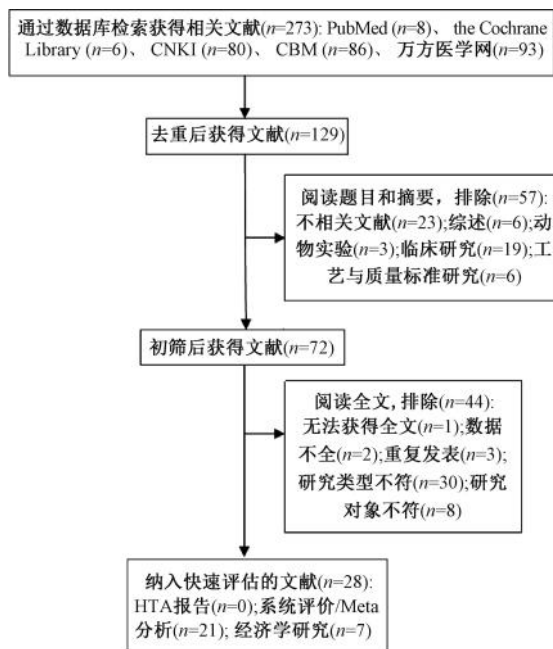 通过数据库检索获得相关文献(n=273): PubMed(n=8)、the Cochrane
Library (n=6)、CNKI(n=80)、CBM(n=86)、万方医学网(n=93)
去重后获得文献(n=129)
阅读题目和摘要，排除(n=57):
不相关文献(n=23);综述(n=6);动
物实验(n=3);临床研究(n=19);工
艺与质量标准研究(n=6)
初筛后获得文献(n=72)
阅读全文,排除(n=44):
无法获得全文(n=1);数据
不全(n=2);重复发表(n=3);
研究类型不符(n=30);研究
对象不符(n=8)
纳入快速评估的文献(n=28):
HTA报告(n=0);系统评价/Meta
分析(n=21); 经济学研究(n=7)